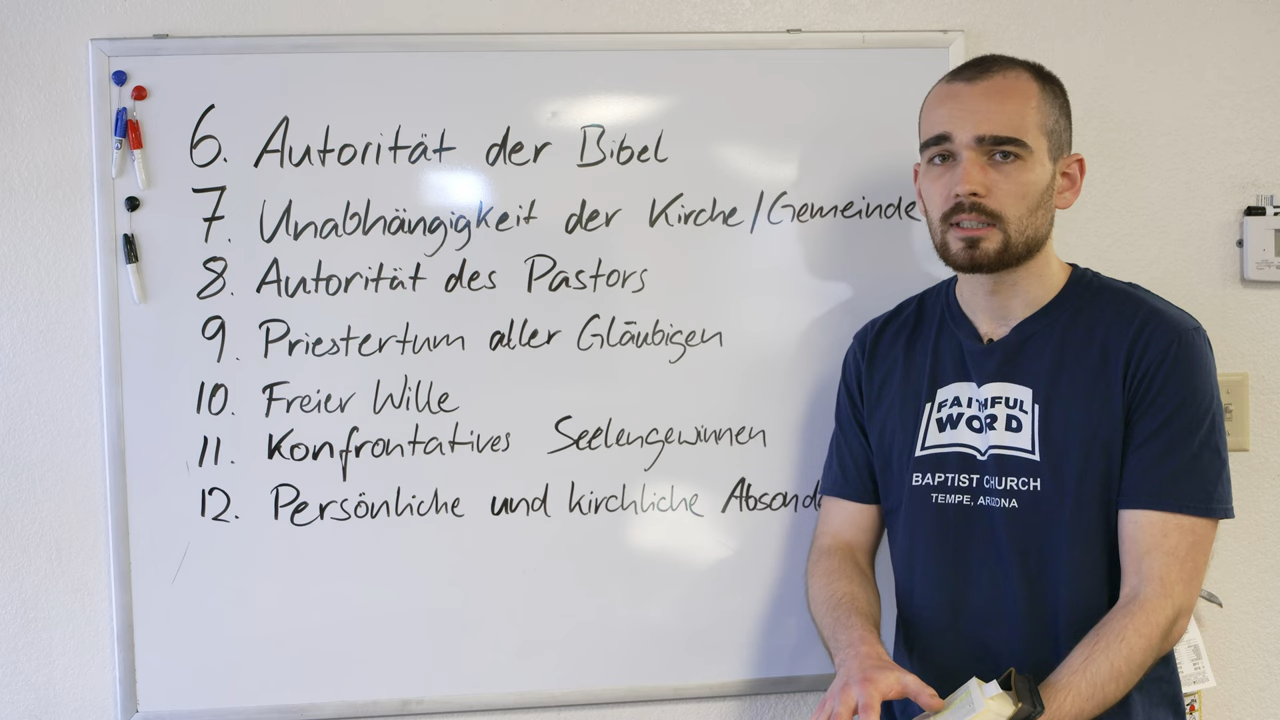 6. Autorität der Bibel
7. Unabhängigkeit der Kirche/Gemeinde
8. Autorität des Pastors
9. Priestertum aller Gläubigen
10. Freier Wille
11. Konfrontatives Seelengewinnen
12. Persönliche und kirchliche Absond
FAITHFUL
WORD
BAPTIST CHURCH
TEMPE, ARIZONA